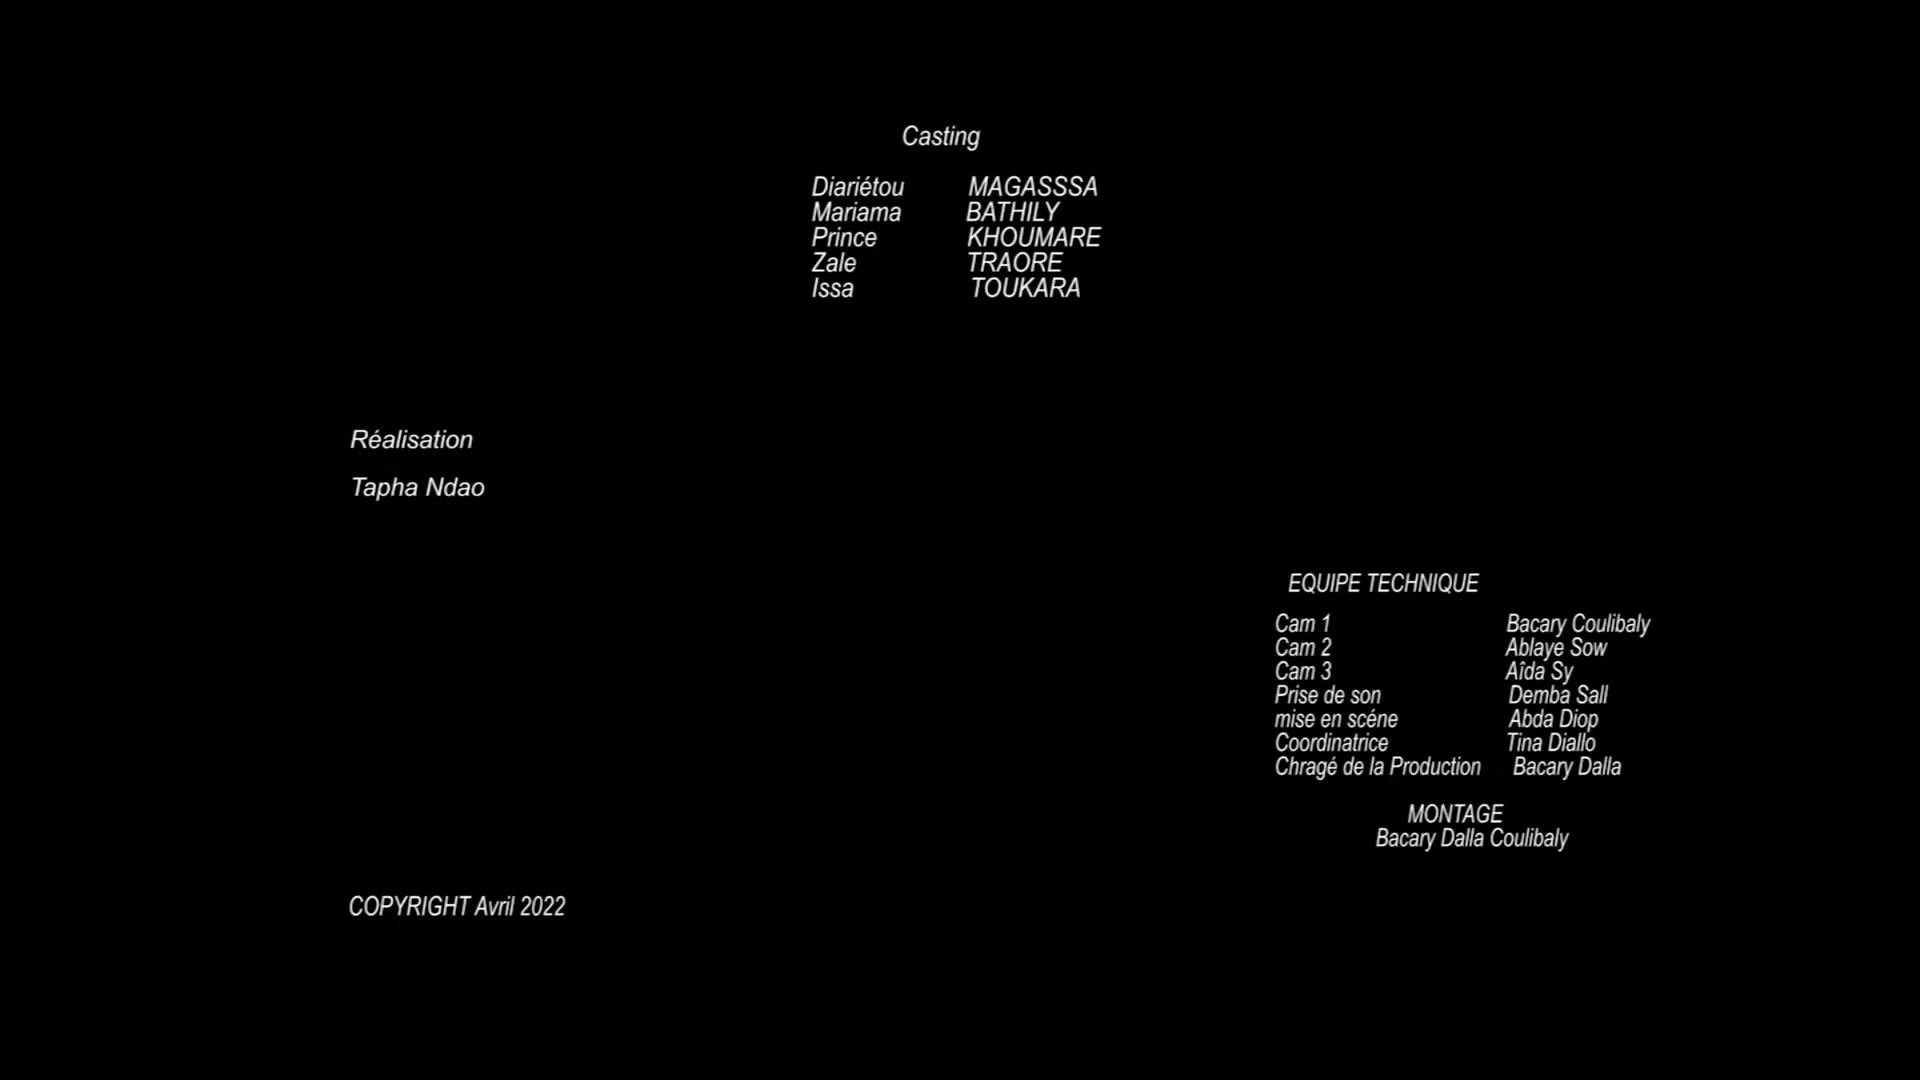 Casting
Diariétou MAGASSSA
Mariama BATHILY
Prince KHOUMARE
Zale TRAORE
Issa TOUKARA
Réalisation
Tapha Ndao
EQUIPE TECHNIQUE
Cam 1 Bacary Coulibaly
Cam 2 Ablaye Sow
Cam 3 Aîda Sy
Prise de son Demba Sall
mise en scéne Abda Diop
Coordinatrice Tina Diallo
Chragé de la Production Bacary Dalla
MONTAGE
Bacary Dalla Coulibaly
COPYRIGHT Avril 2022